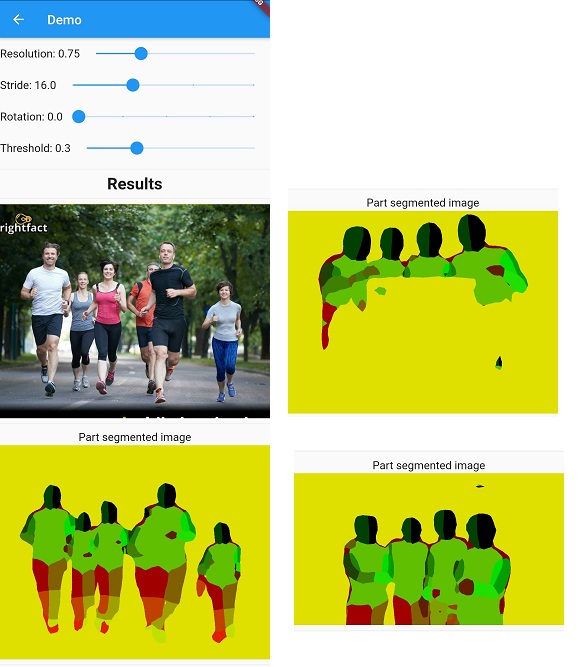 Demo
Resolution: 0.75
Stride: 16.0
Rotation: 0.0
Threshold: 0.3
Results
rightfact
Part segmented image
Part segmented image
Part segmented image